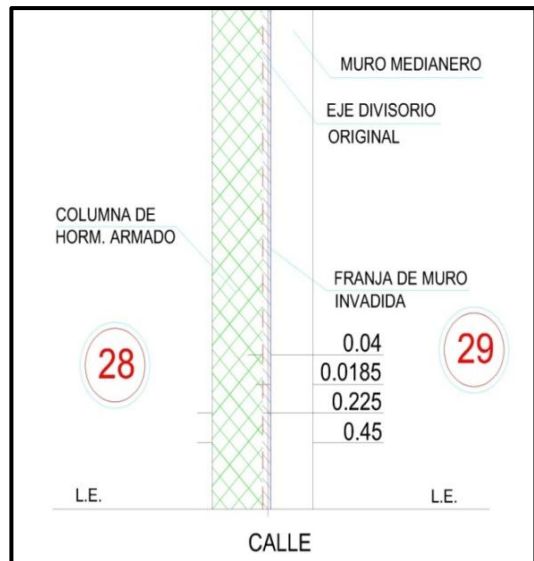 MURO MEDIANERO
EJE DIVISORIO
ORIGINAL
COLUMNA DE
HORM. ARMADO
FRANJA DE MURO
INVADIDA
28
29
0.04
0.0185
0.225
0.45
L.E.
L.E.
CALLE